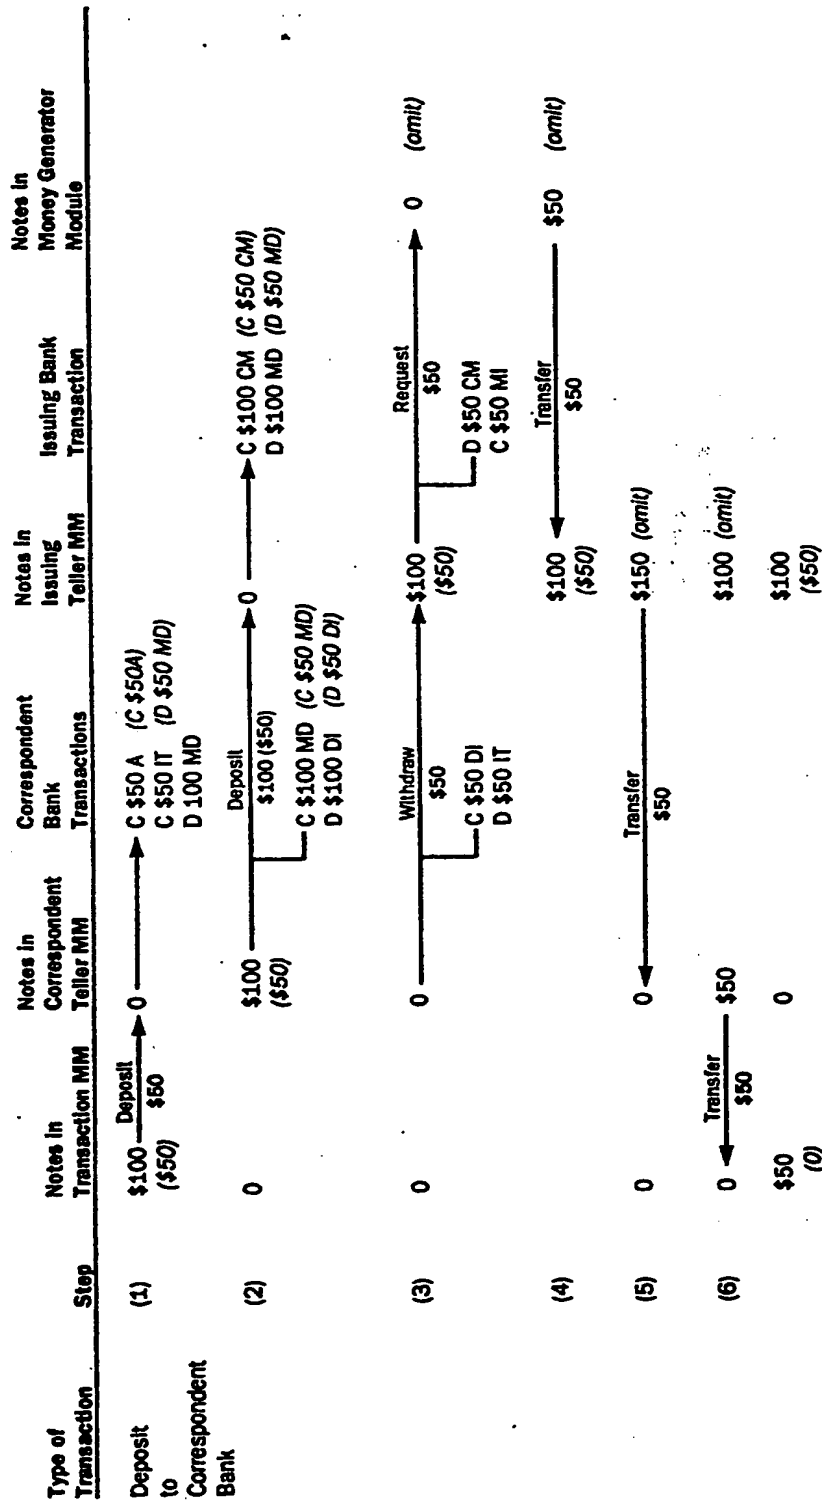 Type of Transaction
Step
Notes in Transaction MM
Notes in Correspondent Teller MM
Correspondent Bank Transactions
Notes in Issuing Teller MM
Issuing Bank Transaction
Notes in Money Generator Module
Deposit to Correspondent Bank
(1)
$100
($50)
Deposit
$50
0
C $50 A (C $50A)
C $50 IT (D $50 MD)
D 100 MD
(2)
0
$100
($50)
Deposit
$100 ($50)
C $100 MD (C $50 MD)
D $100 DI (D $50 DI)
0
C $100 CM (C $50 CM)
D $100 MD (D $50 MD)
(3)
0
0
Withdraw
$50
C $50 DI
D $50 IT
$100
($50)
Request
$50
D $50 CM
C $50 MI
0 (omit)
(4)
$100
($50)
Transfer
$50
$50 (omit)
(5)
0
0
Transfer
$50
$150 (omit)
(6)
0
Transfer
$50
$50
$100 (omit)
$50
(0)
0
$100
($50)